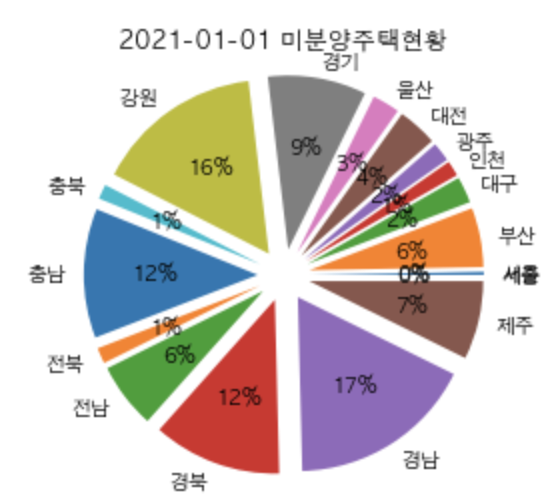 2021-01-01 미분양주택현황
경기
9%
울산
3%
대전
4%
광주
2%
인천
대구
2%
부산
6%
0%
제주
7%
경남
17%
경북
12%
전남
6%
전북
1%
충남
12%
충북
1%
강원
16%